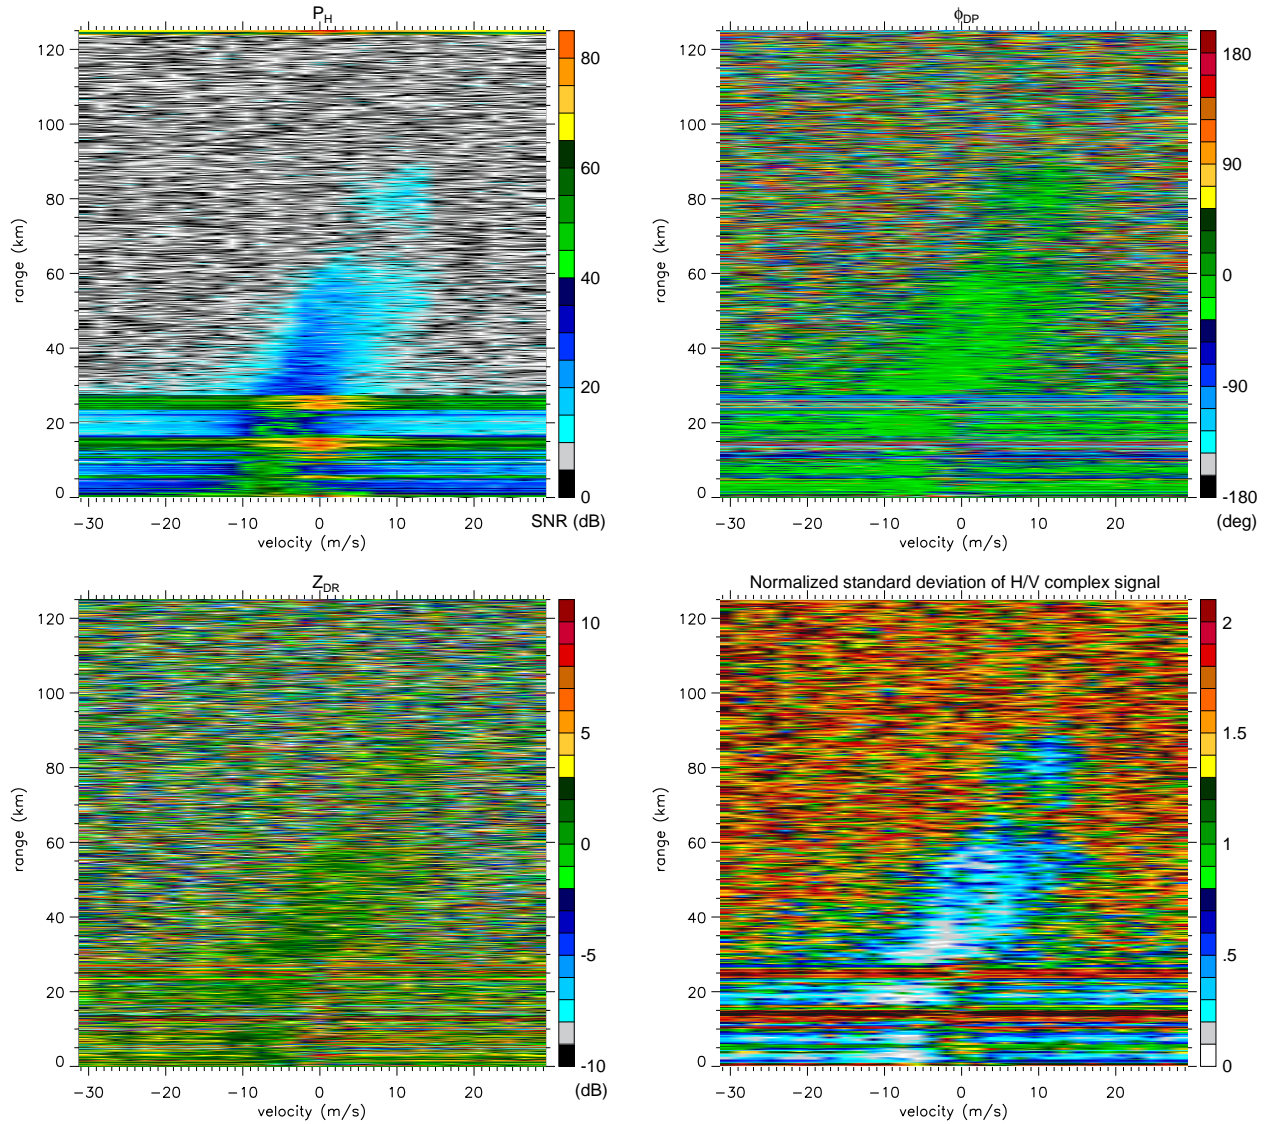 P_H
120
100
80
60
40
20
0
range (km)
−30 −20 −10 0 10 20
velocity (m/s)
80
60
40
20
0
SNR (dB)
ϕ_DP
120
100
80
60
40
20
0
range (km)
−30 −20 −10 0 10 20
velocity (m/s)
180
90
0
-90
-180
(deg)
Z_DR
120
100
80
60
40
20
0
range (km)
−30 −20 −10 0 10 20
velocity (m/s)
10
5
0
-5
-10
(dB)
Normalized standard deviation of H/V complex signal
120
100
80
60
40
20
0
range (km)
−30 −20 −10 0 10 20
velocity (m/s)
2
1.5
1
.5
0